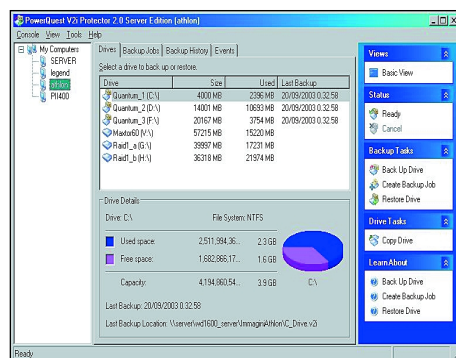 PowerQuest V2i Protector 2.0 Server Edition (athlon)
Console View Tools Help
My Computers
SERVER
legend
athlon
PII400
Drives Backup Jobs Backup History Events
Select a drive to back up or restore.
Drive Size Used Last Backup
Quantum_1 (C:\) 4000 MB 2396 MB 20/09/2003 0.32.58
Quantum_2 (D:\) 14001 MB 10693 MB 20/09/2003 0.32.58
Quantum_3 (F:\) 20167 MB 3754 MB 20/09/2003 0.32.58
Maxtor60 (V:\) 57215 MB 15220 MB
Raid1_a (G:\) 39997 MB 17231 MB
Raid1_b (H:\) 36318 MB 21974 MB
Drive Details
Drive: C:\ File System: NTFS
Used space: 2,511,994,36... 2.3 GB
Free space: 1,682,866,17... 1.6 GB
Capacity: 4,194,860,54... 3.9 GB
C:\
Last Backup: 20/09/2003 0.32.58
Last Backup Location: \\server\wd1600_server\ImmaginiAthlon\C_Drive.v2i
Views
Basic View
Status
Ready
Cancel
Backup Tasks
Back Up Drive
Create Backup Job
Restore Drive
Drive Tasks
Copy Drive
Learn About
Back Up Drive
Create Backup Job
Restore Drive
Ready